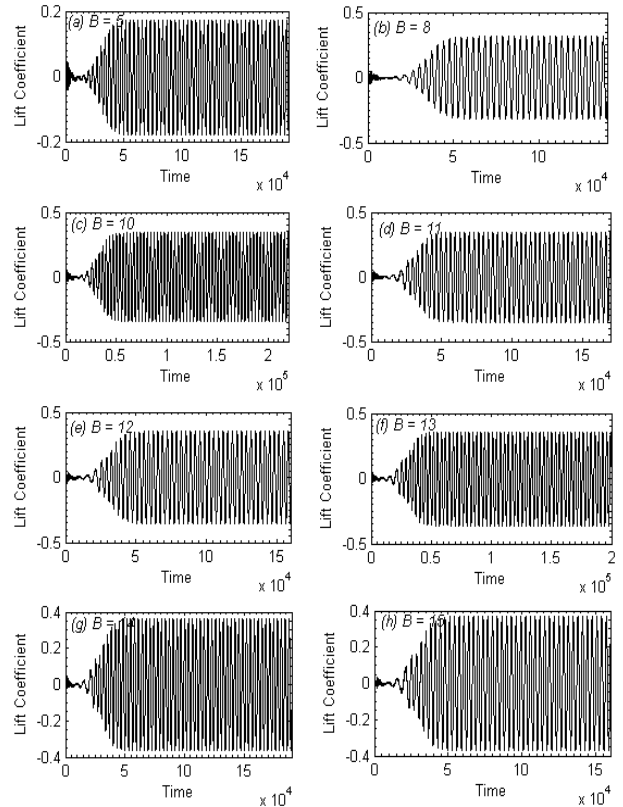 0.2
(a) B = 5
Lift Coefficient
0
-0.2
0 5 10 15
Time
x 10^4
0.5
(b) B = 8
Lift Coefficient
0
-0.5
0 5 10
Time
x 10^4
0.5
(c) B = 10
Lift Coefficient
0
-0.5
0 0.5 1 1.5 2
Time
x 10^5
0.5
(d) B = 11
Lift Coefficient
0
-0.5
0 5 10 15
Time
x 10^4
0.5
(e) B = 12
Lift Coefficient
0
-0.5
0 5 10 15
Time
x 10^4
0.5
(f) B = 13
Lift Coefficient
0
-0.5
0 0.5 1 1.5 2
Time
x 10^5
0.4
(g) B = 14
0.2
Lift Coefficient
0
-0.2
-0.4
0 5 10 15
Time
x 10^4
0.4
(h) B = 15
0.2
Lift Coefficient
0
-0.2
-0.4
0 5 10 15
Time
x 10^4